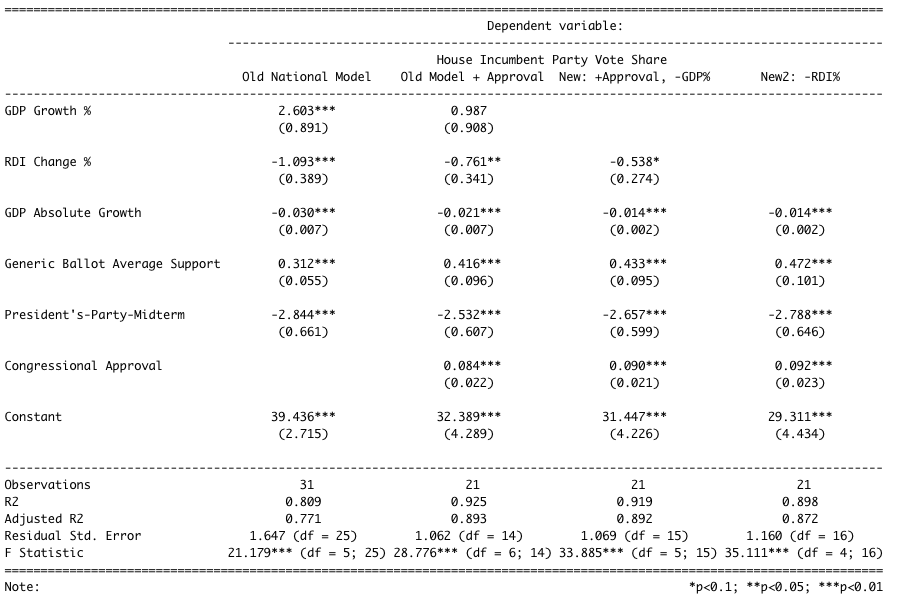 Dependent variable:
House Incumbent Party Vote Share
Old National Model Old Model + Approval New: +Approval, -GDP% New2: -RDI%
GDP Growth % 2.603*** 0.987
(0.891) (0.908)
RDI Change % -1.093*** -0.761** -0.538*
(0.389) (0.341) (0.274)
GDP Absolute Growth -0.030*** -0.021*** -0.014*** -0.014***
(0.007) (0.007) (0.002) (0.002)
Generic Ballot Average Support 0.312*** 0.416*** 0.433*** 0.472***
(0.055) (0.096) (0.095) (0.101)
President's-Party-Midterm -2.844*** -2.532*** -2.657*** -2.788***
(0.661) (0.607) (0.599) (0.646)
Congressional Approval 0.084*** 0.090*** 0.092***
(0.022) (0.021) (0.023)
Constant 39.436*** 32.389*** 31.447*** 29.311***
(2.715) (4.289) (4.226) (4.434)
Observations 31 21 21 21
R2 0.809 0.925 0.919 0.898
Adjusted R2 0.771 0.893 0.892 0.872
Residual Std. Error 1.647 (df = 25) 1.062 (df = 14) 1.069 (df = 15) 1.160 (df = 16)
F Statistic 21.179*** (df = 5; 25) 28.776*** (df = 6; 14) 33.885*** (df = 5; 15) 35.111*** (df = 4; 16)
Note: *p<0.1; **p<0.05; ***p<0.01